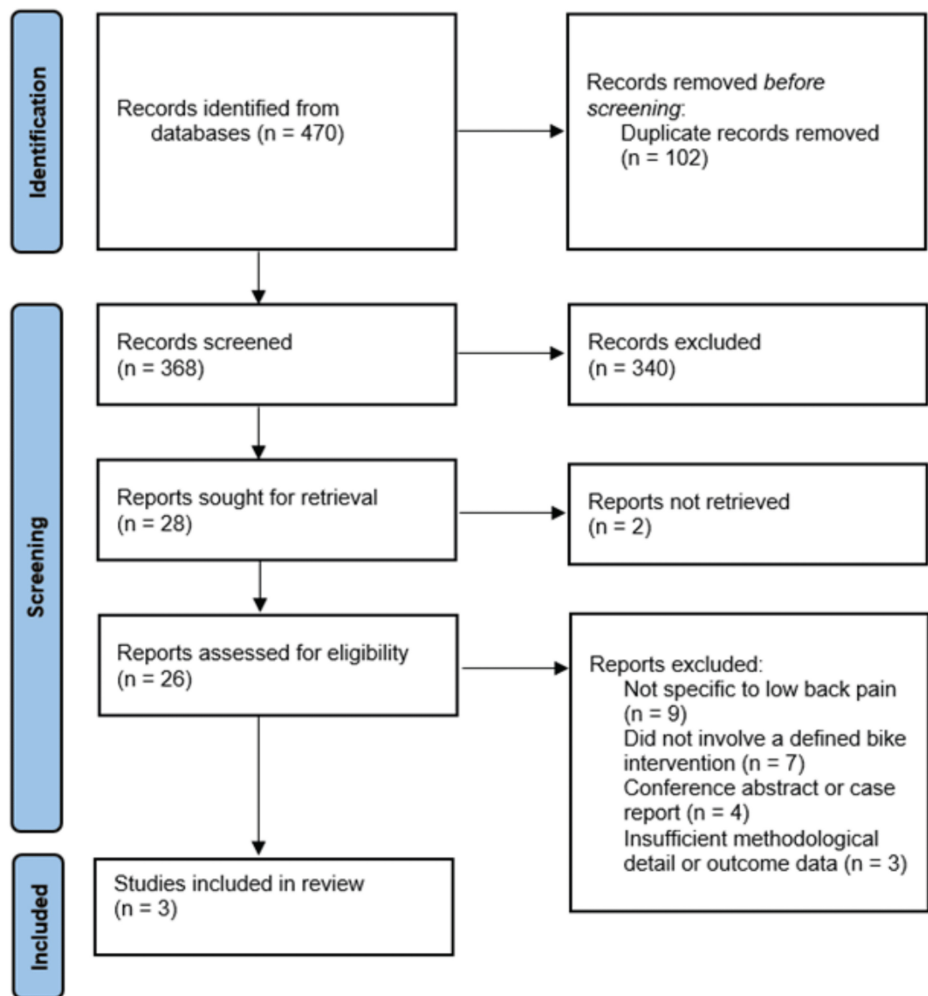 Identification
Records identified from
databases (n = 470)
Records removed before
screening:
Duplicate records removed
(n = 102)
Screening
Records screened
(n = 368)
Records excluded
(n = 340)
Reports sought for retrieval
(n = 28)
Reports not retrieved
(n = 2)
Reports assessed for eligibility
(n = 26)
Reports excluded:
Not specific to low back pain
(n = 9)
Did not involve a defined bike
intervention (n = 7)
Conference abstract or case
report (n = 4)
Insufficient methodological
detail or outcome data (n = 3)
Included
Studies included in review
(n = 3)